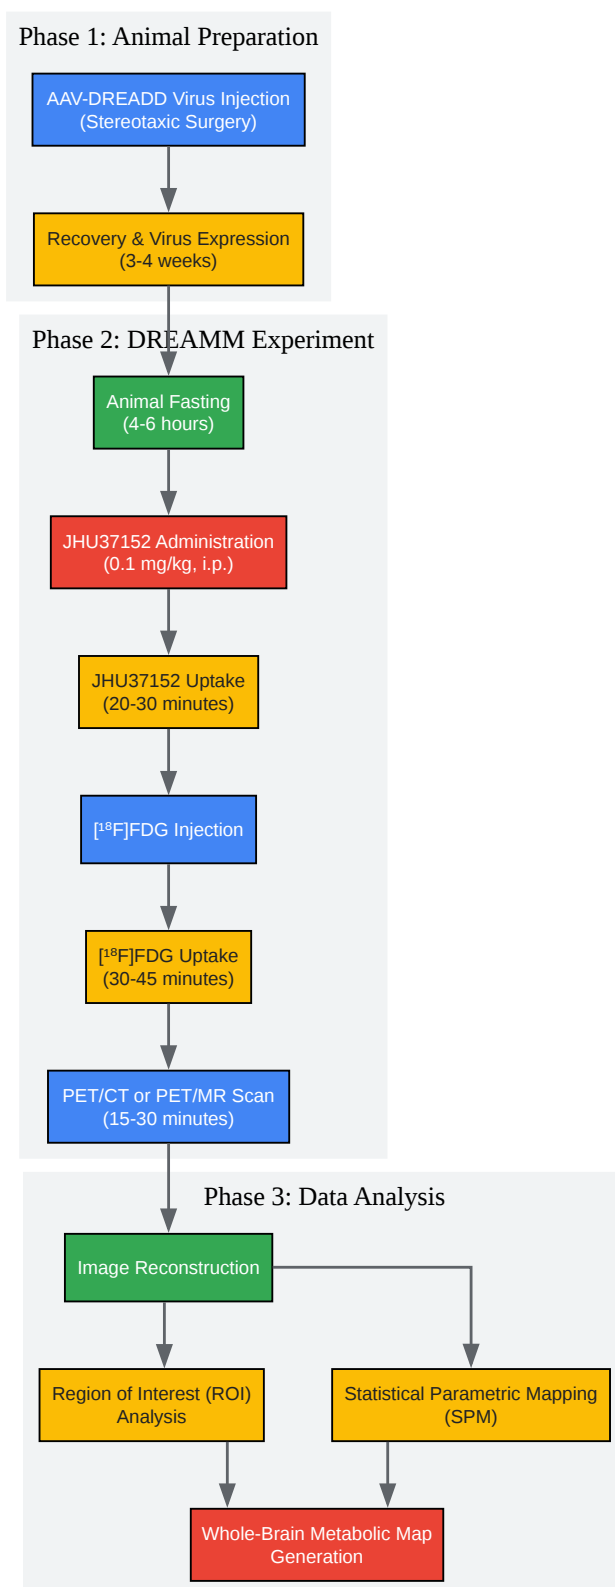 Phase 1: Animal Preparation
AAV-DREADD Virus Injection
(Stereotaxic Surgery)
Recovery & Virus Expression
(3-4 weeks)
Phase 2: DREAMM Experiment
Animal Fasting
(4-6 hours)
JHU37152 Administration
(0.1 mg/kg, i.p.)
JHU37152 Uptake
(20-30 minutes)
[¹⁸F]FDG Injection
[¹⁸F]FDG Uptake
(30-45 minutes)
PET/CT or PET/MR Scan
(15-30 minutes)
Phase 3: Data Analysis
Image Reconstruction
Region of Interest (ROI)
Analysis
Statistical Parametric Mapping
(SPM)
Whole-Brain Metabolic Map
Generation